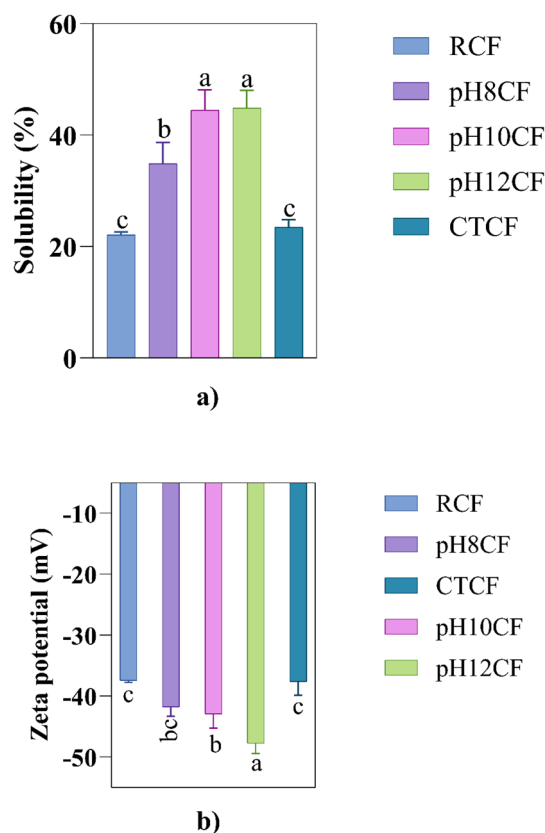 60
40
20
0
Solubility (%)
c
b
a
a
c
RCF
pH8CF
pH10CF
pH12CF
CTCF
a)
-10
-20
-30
-40
-50
Zeta potential (mV)
c
bc
b
a
c
RCF
pH8CF
CTCF
pH10CF
pH12CF
b)